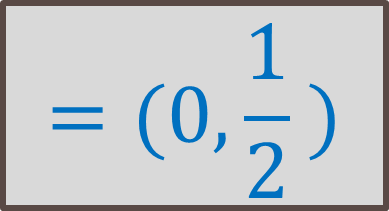 = (0, 1/2)